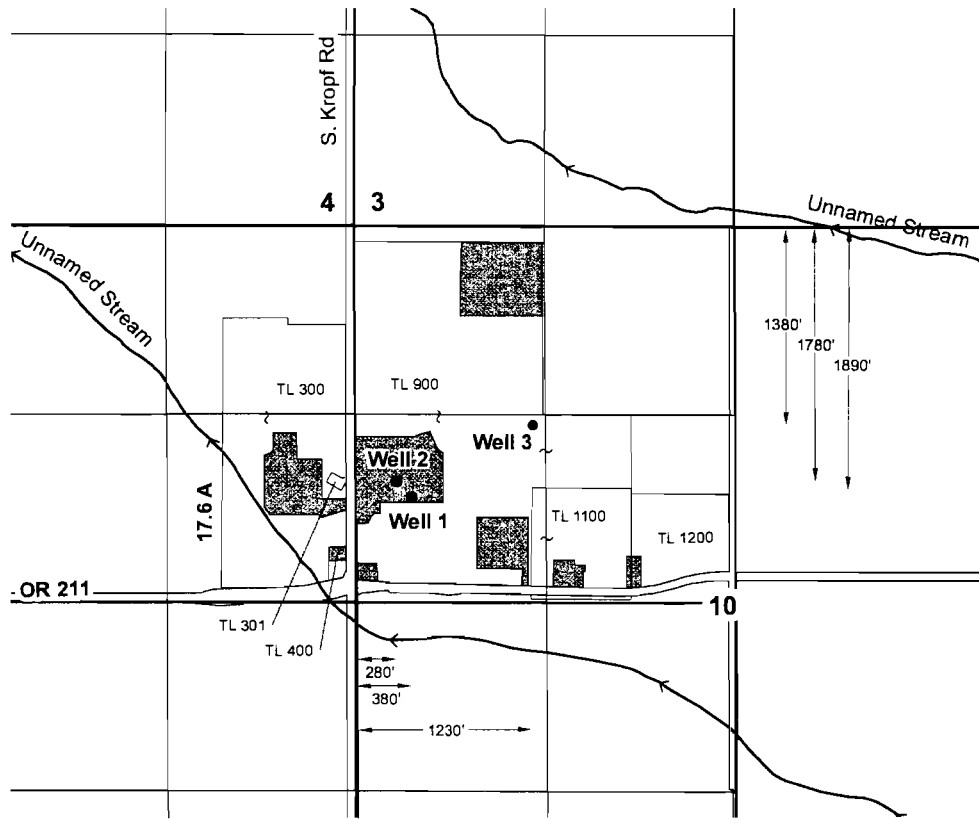 S. Kropf Rd
4 3
Unnamed Stream
Unnamed Stream
1380'
1780'
1890'
TL 300
TL 900
Well 3
Well 2
Well 1
17.6 A
TL 1100
TL 1200
OR 211
10
TL 301
TL 400
280'
380'
1230'